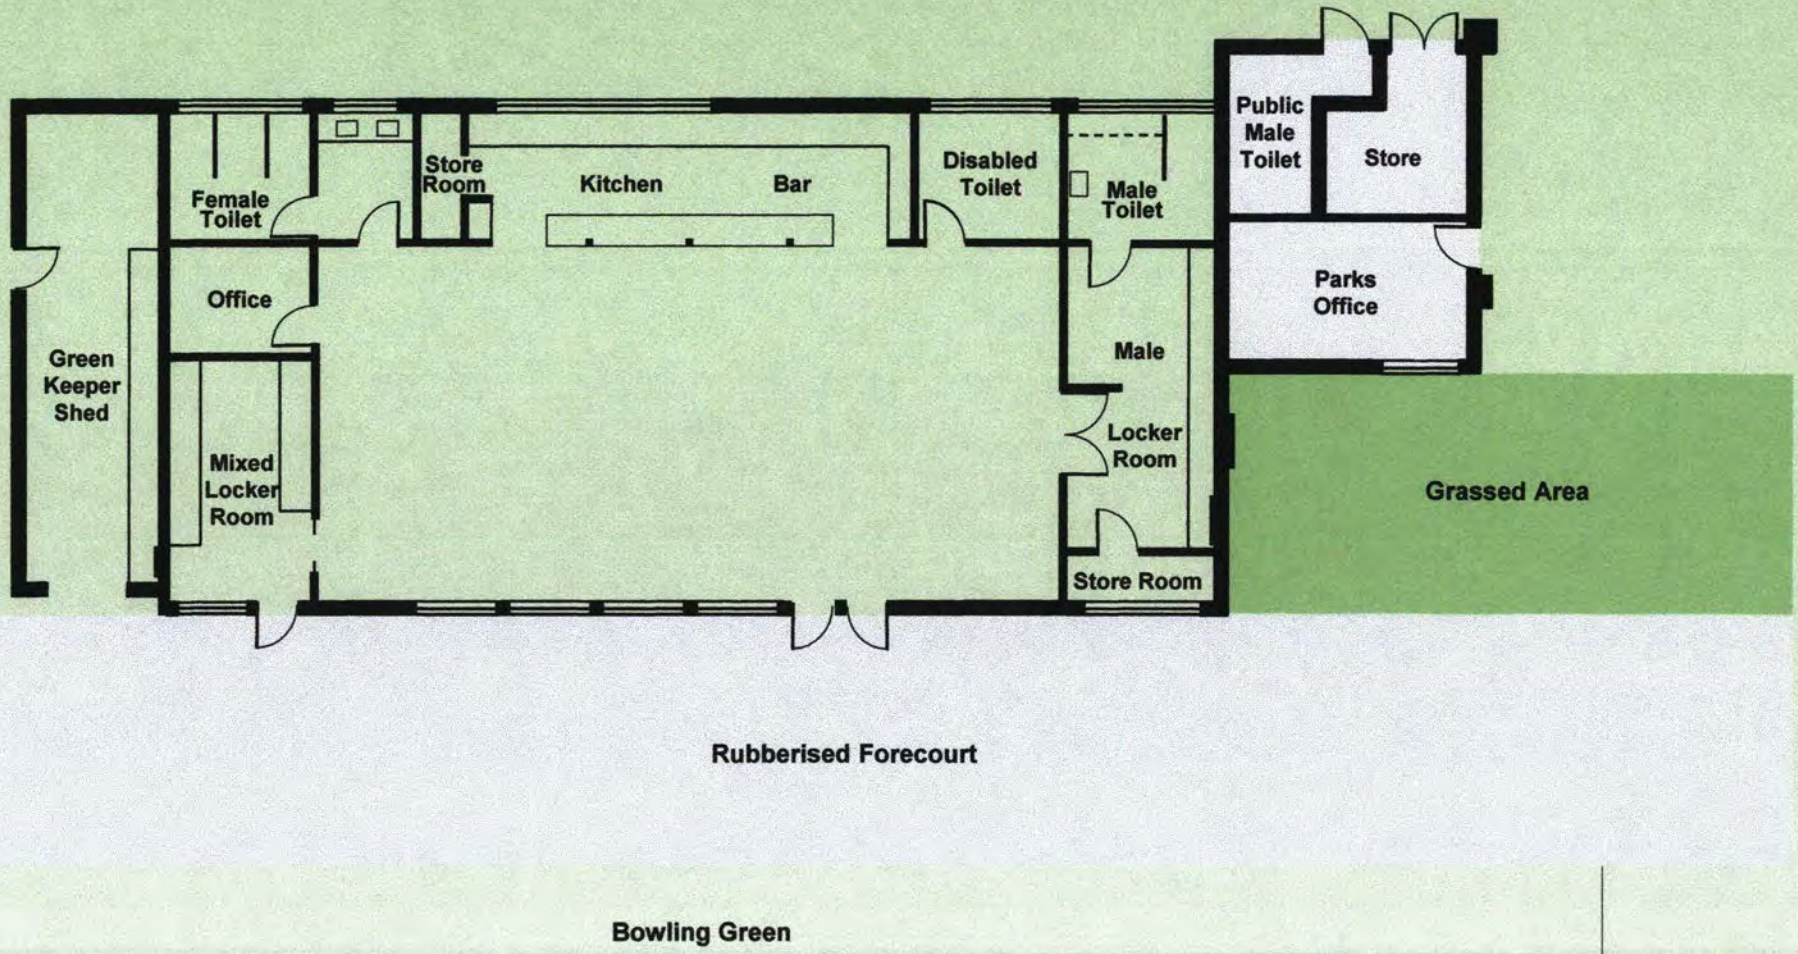 Public
Male
Toilet
Store
Store
Room
Kitchen
Bar
Disabled
Toilet
Male
Toilet
Female
Toilet
Office
Parks
Office
Green
Keeper
Shed
Male
Locker
Room
Mixed
Locker
Room
Grassed Area
Store Room
Rubberised Forecourt
Bowling Green